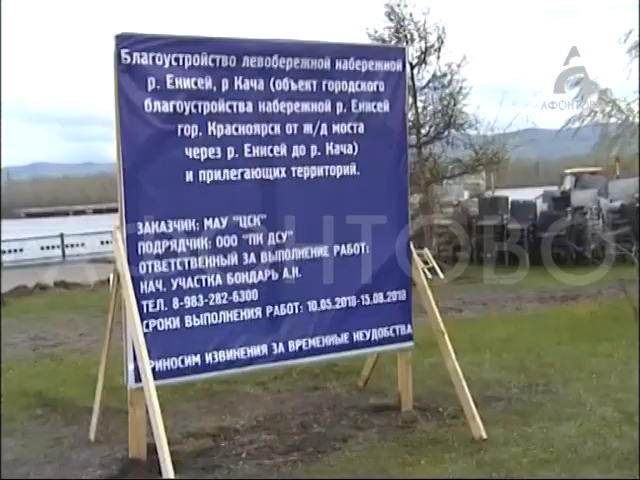 Благоустройство левобережной набережной
р. Енисей, р Кача (объект городского
благоустройства набережной р. Енисей
гор. Красноярск от ж/д моста
через р. Енисей до р. Кача)
и прилегающих территорий.
ЗАКАЗЧИК: МАУ "ЦСК"
ПОДРЯДЧИК: ООО "ПК ДСУ"
ОТВЕТСТВЕННЫЙ ЗА ВЫПОЛНЕНИЕ РАБОТ:
НАЧ. УЧАСТКА БОНДАРЬ А.Н.
ТЕЛ. 8-983-282-6300
СРОКИ ВЫПОЛНЕНИЯ РАБОТ: 10.05.2018-15.08.2018
ПРИНОСИМ ИЗВИНЕНИЯ ЗА ВРЕМЕННЫЕ НЕУДОБСТВА
АФОНТОВО
АФОНТОВО